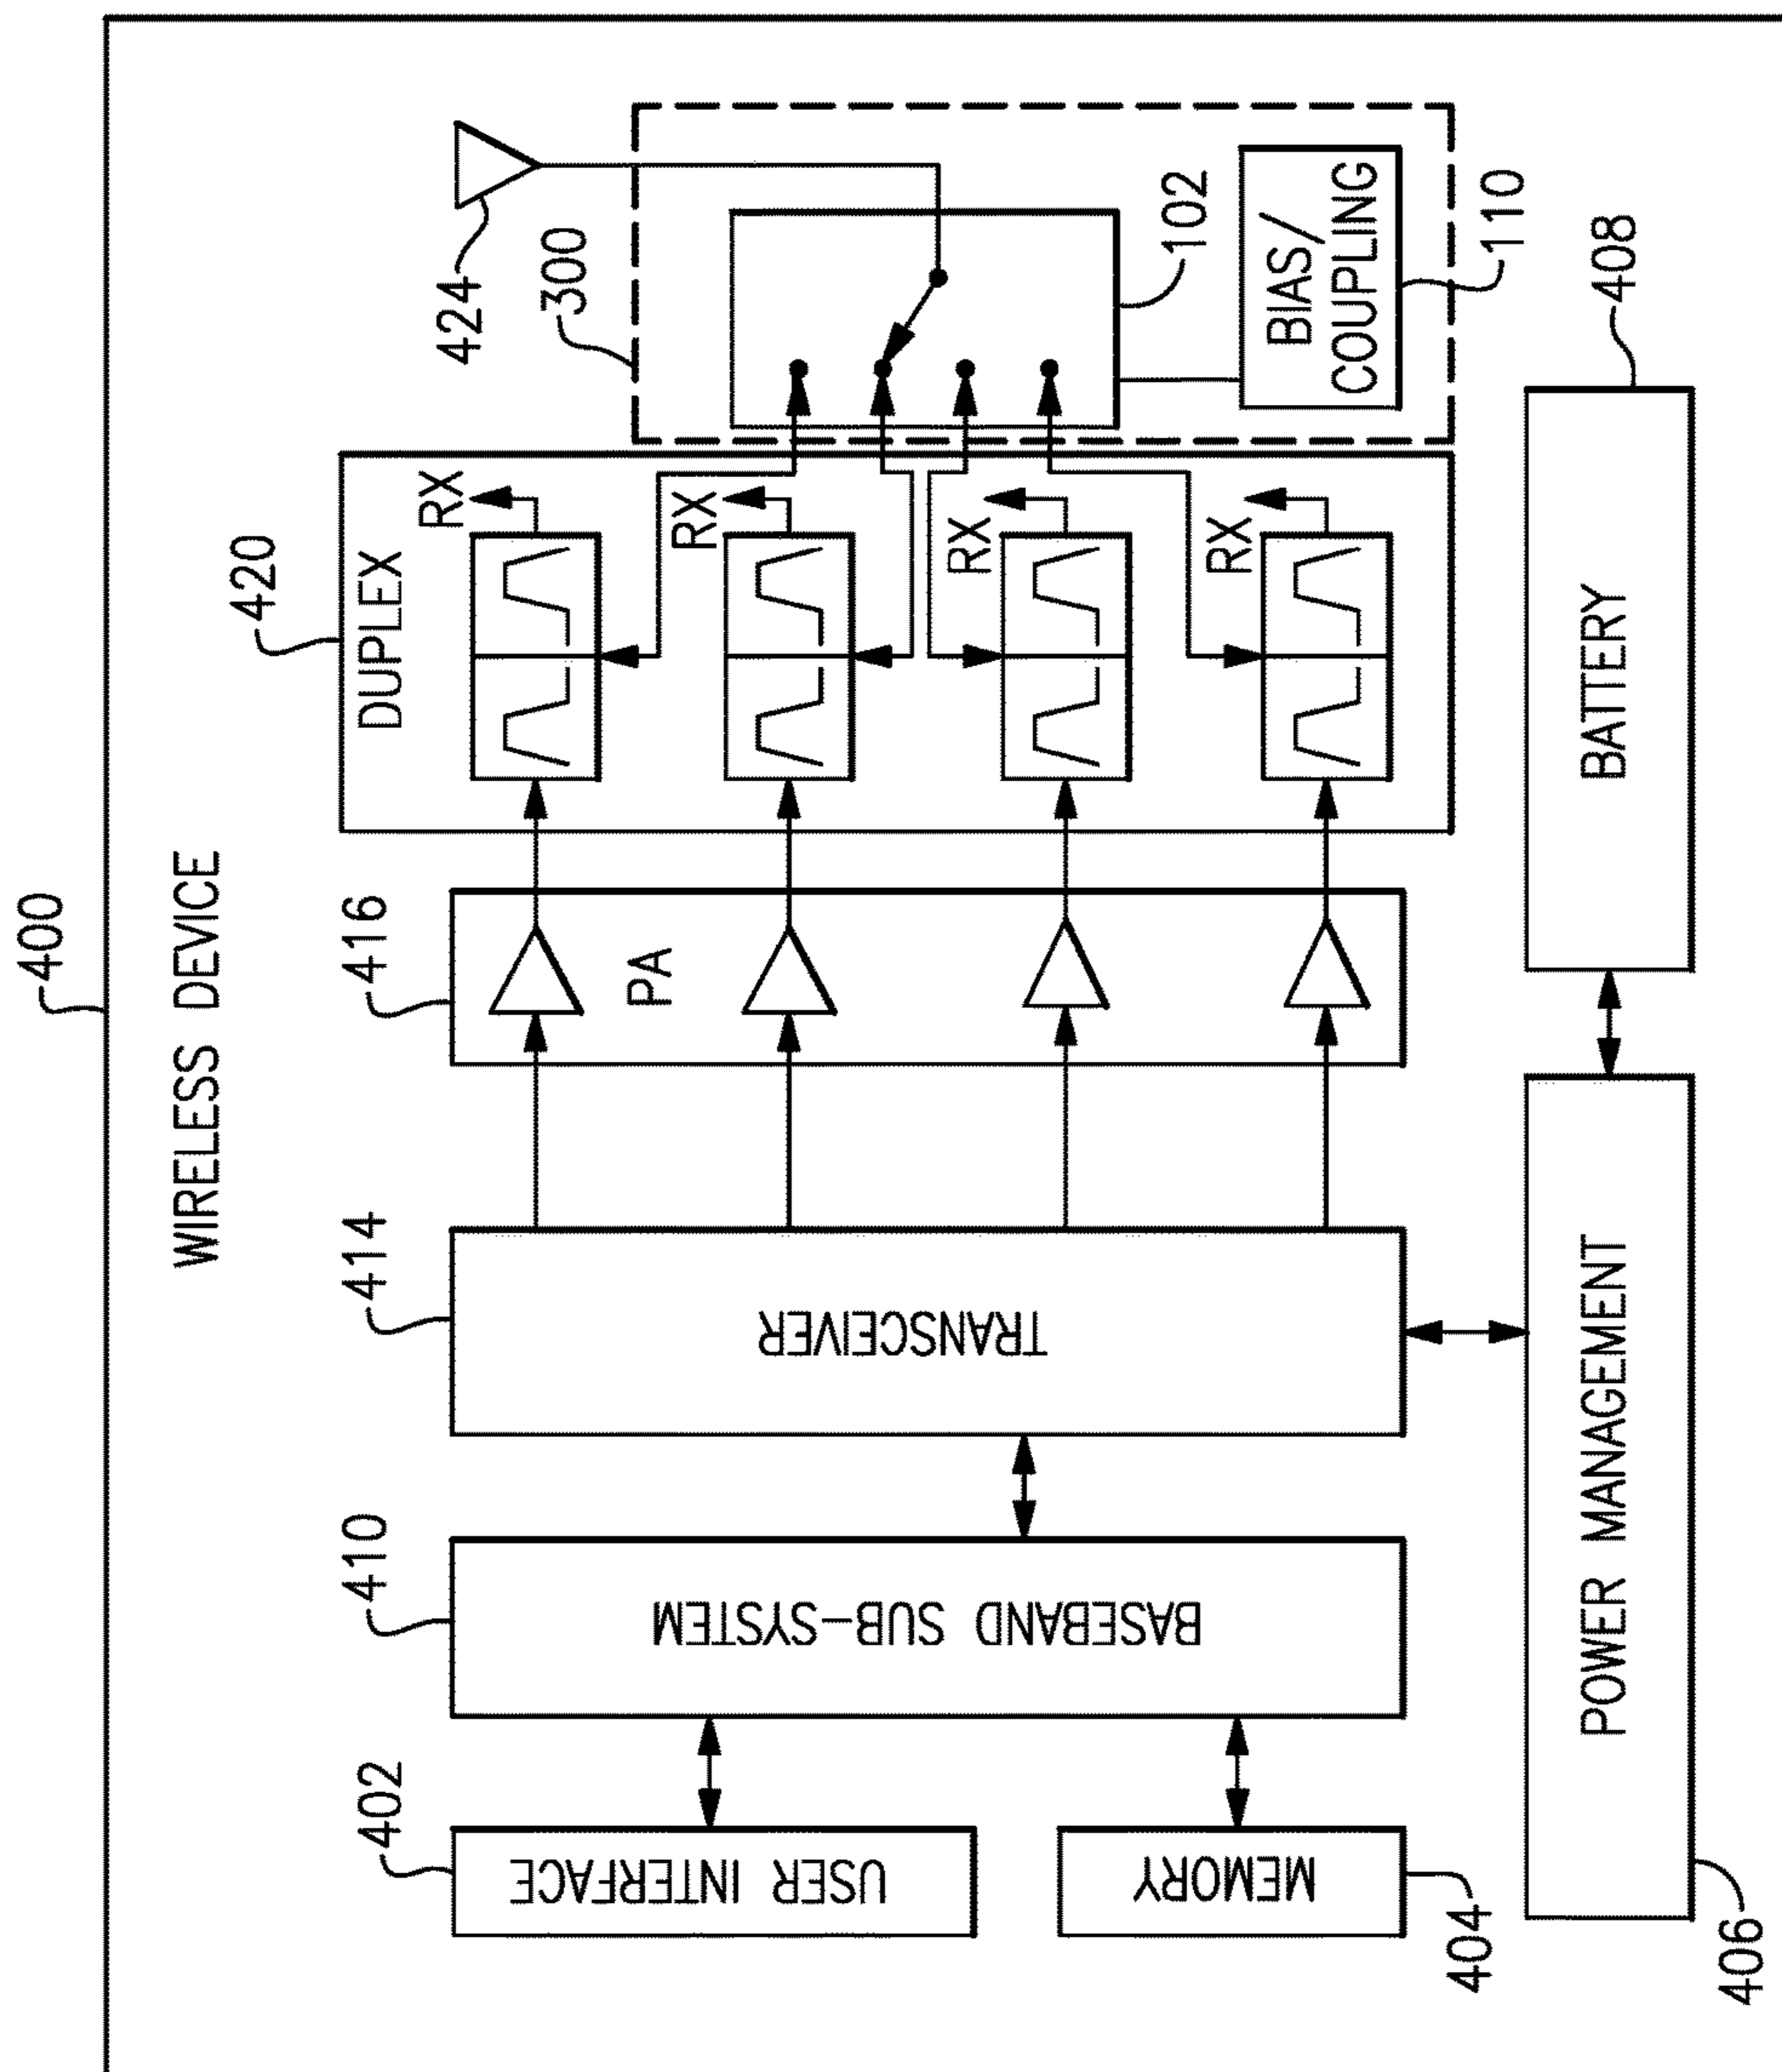 400
WIRELESS DEVICE
402
USER INTERFACE
MEMORY
404
410
BASEBAND SUB-SYSTEM
414
TRANSCEIVER
416
PA
420
DUPLEX
RX
RX
RX
RX
424
300
102
BIAS/
COUPLING
110
POWER MANAGEMENT
406
BATTERY
408